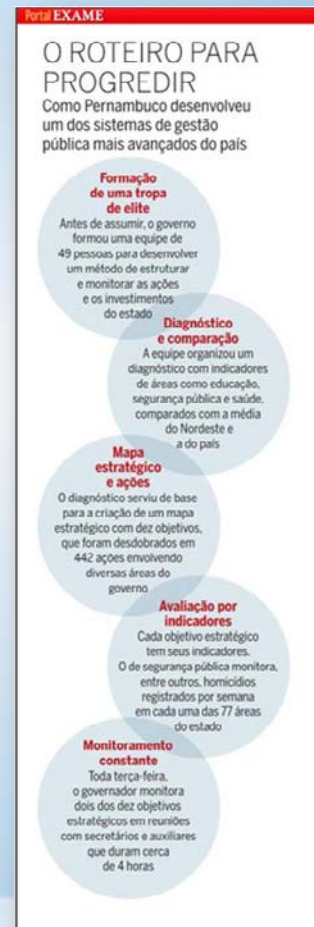 Portal EXAME
O ROTEIRO PARA
PROGREDIR
Como Pernambuco desenvolveu
um dos sistemas de gestão
pública mais avançados do país
Formação
de uma tropa
de elite
Antes de assumir, o governo
formou uma equipe de
49 pessoas para desenvolver
um método de estruturar
e monitorar as ações
e os investimentos
do estado
Diagnóstico
e comparação
A equipe organizou um
diagnóstico com indicadores
de áreas como educação,
segurança pública e saúde,
comparados com a média
do Nordeste e
a do país
Mapa
estratégico
e ações
O diagnóstico serviu de base
para a criação de um mapa
estratégico com dez objetivos,
que foram desdobrados em
442 ações envolvendo
diversas áreas do
governo
Avaliação por
indicadores
Cada objetivo estratégico
tem seus indicadores.
O de segurança pública monitora,
entre outros, homicídios
registrados por semana
em cada uma das 77 áreas
do estado
Monitoramento
constante
Toda terça-feira,
o governador monitora
dois dos dez objetivos
estratégicos em reuniões
com secretários e auxiliares
que duram cerca
de 4 horas